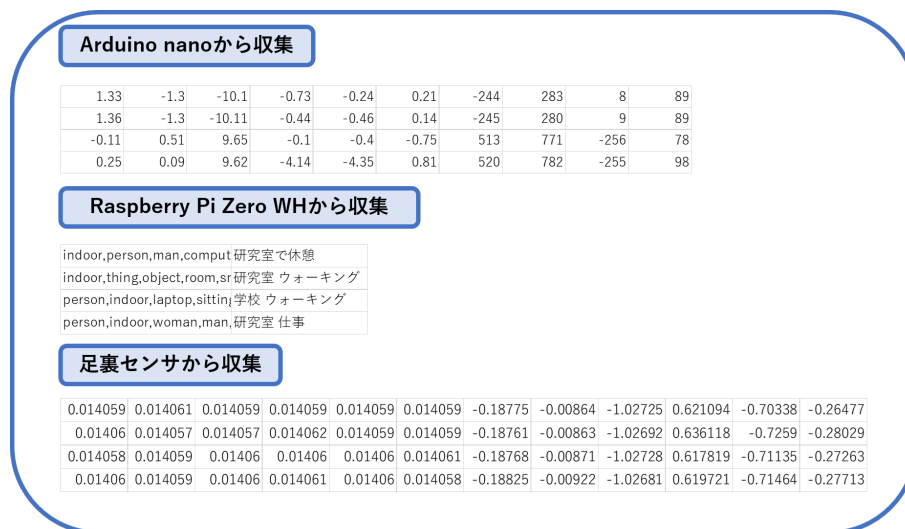 Arduino nanoから収集
1.33 -1.3 -10.1 -0.73 -0.24 0.21 -244 283 8 89
1.36 -1.3 -10.11 -0.44 -0.46 0.14 -245 280 9 89
-0.11 0.51 9.65 -0.1 -0.4 -0.75 513 771 -256 78
0.25 0.09 9.62 -4.14 -4.35 0.81 520 782 -255 98
Raspberry Pi Zero WHから収集
indoor,person,man,comput 研究室で休憩
indoor,thing,object,room,sr 研究室 ウォーキング
person,indoor,laptop,sitting 学校 ウォーキング
person,indoor,woman,man, 研究室 仕事
足裏センサから収集
0.014059 0.014061 0.014059 0.014059 0.014059 0.014059 -0.18775 -0.00864 -1.02725 0.621094 -0.70338 -0.26477
0.01406 0.014057 0.014057 0.014062 0.014059 0.014059 -0.18761 -0.00863 -1.02692 0.636118 -0.7259 -0.28029
0.014058 0.014059 0.01406 0.01406 0.01406 0.014061 -0.18768 -0.00871 -1.02728 0.617819 -0.71135 -0.27263
0.01406 0.014059 0.01406 0.014061 0.01406 0.014058 -0.18825 -0.00922 -1.02681 0.619721 -0.71464 -0.27713